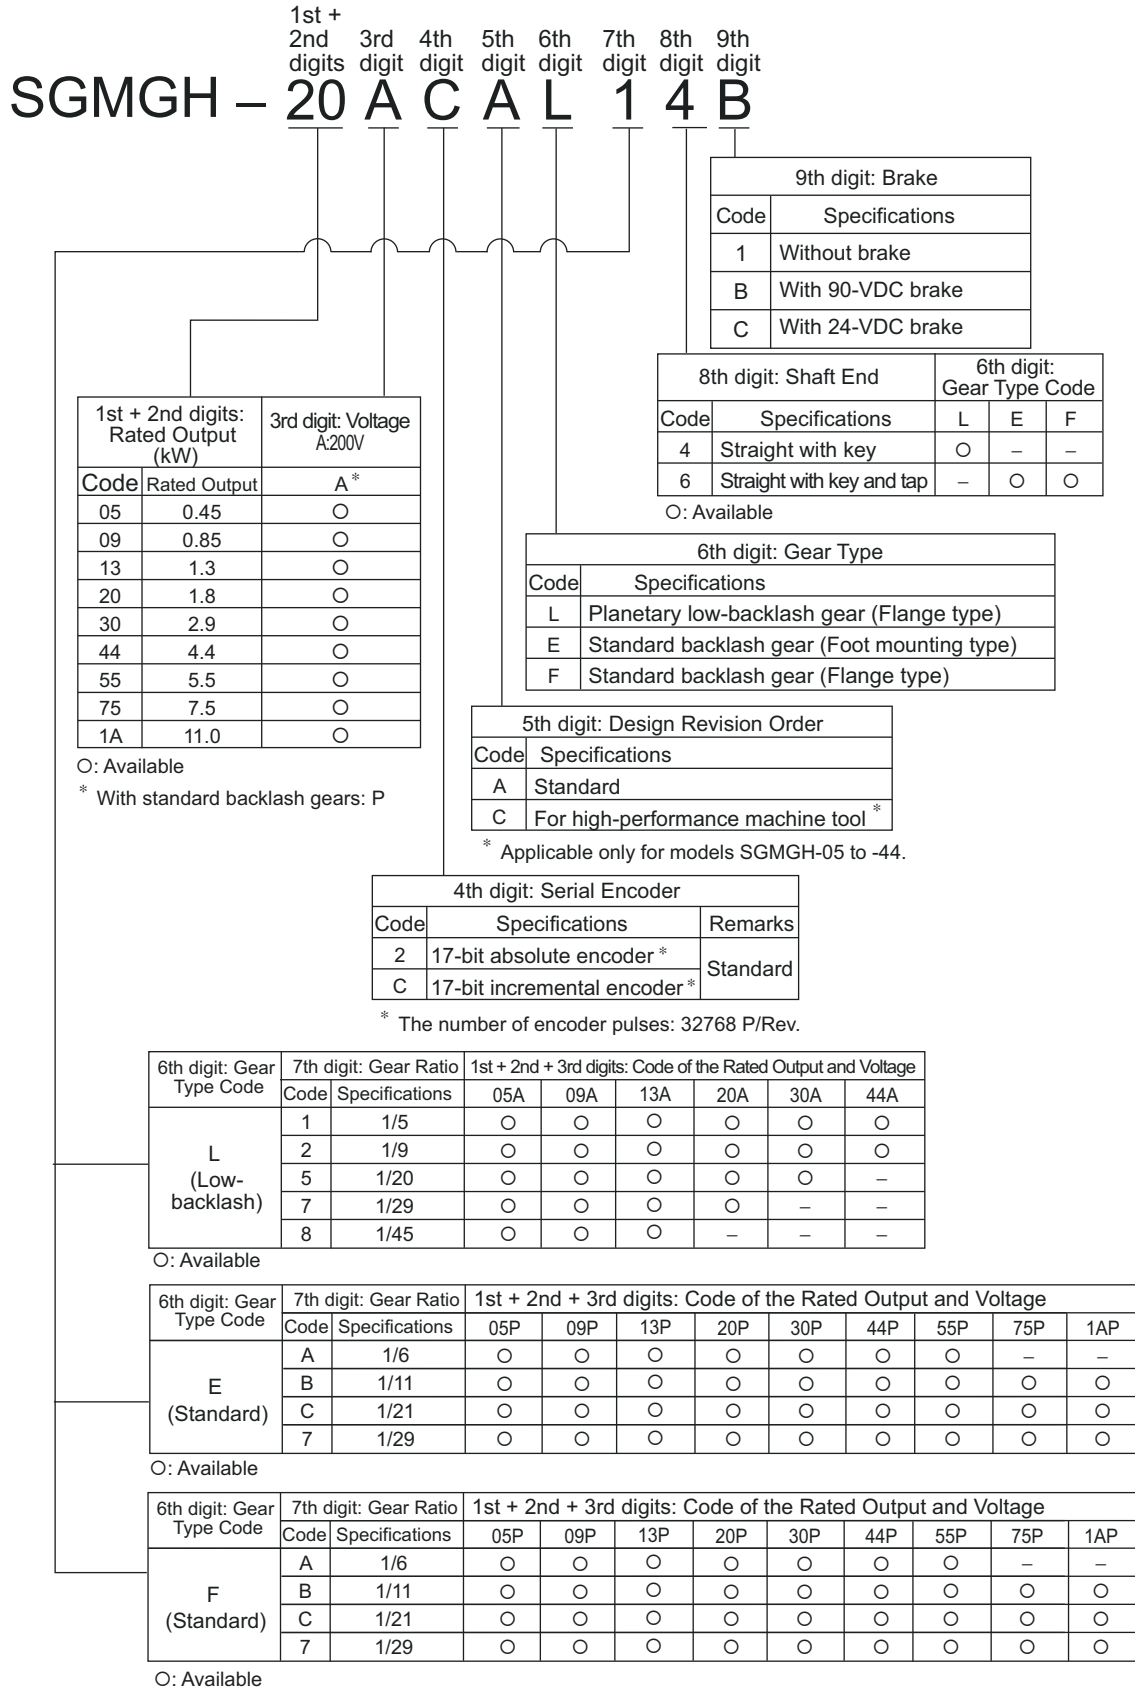 1st +
2nd digits
3rd digit
4th digit
5th digit
6th digit
7th digit
8th digit
9th digit
SGMGH – 20 A C A L 1 4 B
9th digit: Brake
Code Specifications
1 Without brake
B With 90-VDC brake
C With 24-VDC brake
8th digit: Shaft End 6th digit: Gear Type Code
Code Specifications L E F
4 Straight with key ○ – –
6 Straight with key and tap – ○ ○
○: Available
1st + 2nd digits:
Rated Output
(kW)
3rd digit: Voltage
A:200V
Code Rated Output A*
05 0.45 ○
09 0.85 ○
13 1.3 ○
20 1.8 ○
30 2.9 ○
44 4.4 ○
55 5.5 ○
75 7.5 ○
1A 11.0 ○
○: Available
* With standard backlash gears: P
6th digit: Gear Type
Code Specifications
L Planetary low-backlash gear (Flange type)
E Standard backlash gear (Foot mounting type)
F Standard backlash gear (Flange type)
5th digit: Design Revision Order
Code Specifications
A Standard
C For high-performance machine tool *
* Applicable only for models SGMGH-05 to -44.
4th digit: Serial Encoder
Code Specifications Remarks
2 17-bit absolute encoder * Standard
C 17-bit incremental encoder *
* The number of encoder pulses: 32768 P/Rev.
6th digit: Gear Type Code 7th digit: Gear Ratio 1st + 2nd + 3rd digits: Code of the Rated Output and Voltage
Code Specifications 05A 09A 13A 20A 30A 44A
L
(Low-
backlash)
1 1/5 ○ ○ ○ ○ ○ ○
2 1/9 ○ ○ ○ ○ ○ ○
5 1/20 ○ ○ ○ ○ ○ –
7 1/29 ○ ○ ○ ○ – –
8 1/45 ○ ○ ○ – – –
○: Available
6th digit: Gear Type Code 7th digit: Gear Ratio 1st + 2nd + 3rd digits: Code of the Rated Output and Voltage
Code Specifications 05P 09P 13P 20P 30P 44P 55P 75P 1AP
E
(Standard)
A 1/6 ○ ○ ○ ○ ○ ○ ○ – –
B 1/11 ○ ○ ○ ○ ○ ○ ○ ○ ○
C 1/21 ○ ○ ○ ○ ○ ○ ○ ○ ○
7 1/29 ○ ○ ○ ○ ○ ○ ○ ○ ○
○: Available
6th digit: Gear Type Code 7th digit: Gear Ratio 1st + 2nd + 3rd digits: Code of the Rated Output and Voltage
Code Specifications 05P 09P 13P 20P 30P 44P 55P 75P 1AP
F
(Standard)
A 1/6 ○ ○ ○ ○ ○ ○ ○ – –
B 1/11 ○ ○ ○ ○ ○ ○ ○ ○ ○
C 1/21 ○ ○ ○ ○ ○ ○ ○ ○ ○
7 1/29 ○ ○ ○ ○ ○ ○ ○ ○ ○
○: Available